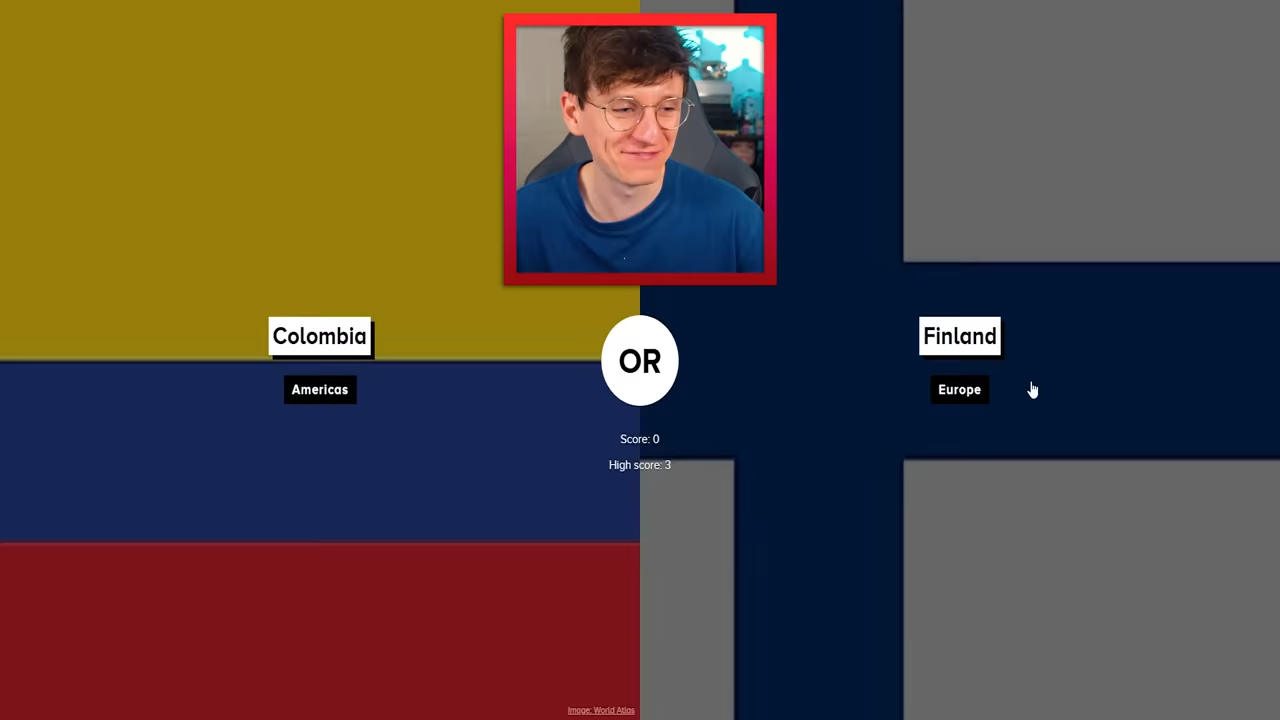 Colombia
Americas
OR
Finland
Europe
Score: 0
High score: 3
Image: World Atlas